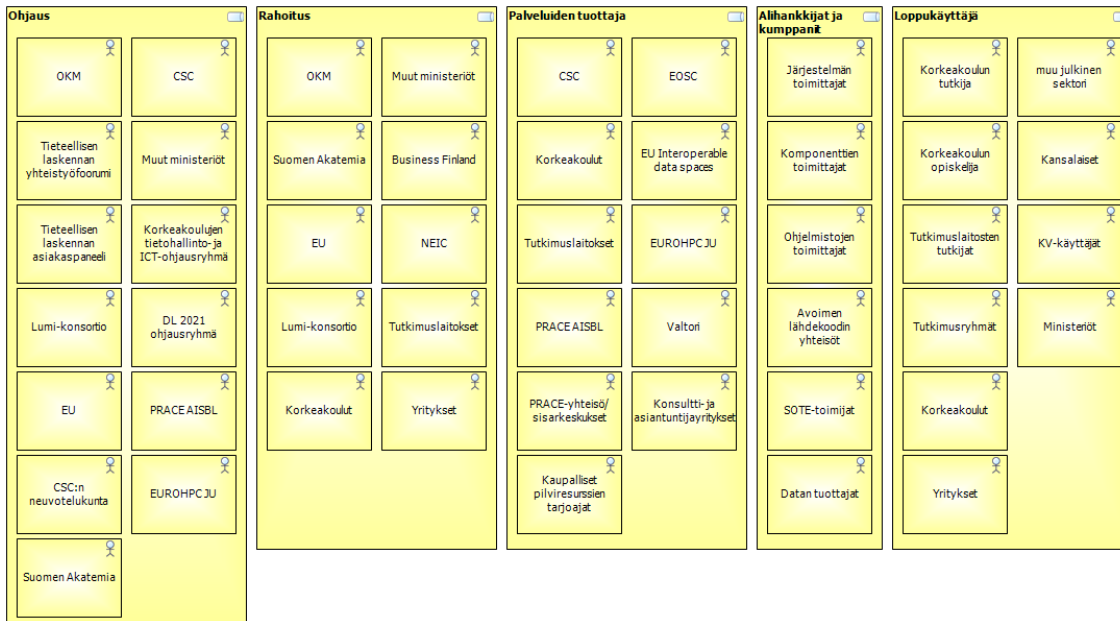 Ohjaus
OKM
CSC
Tieteellisen
laskennan
yhteistyöfoorumi
Muut ministeriöt
Tieteellisen
laskennan
asiakaspaneeli
Korkeakoulujen
tietohallinto- ja
ICT-ohjausryhmä
Lumi-konsortio
DL 2021
ohjausryhmä
EU
PRACE AISBL
CSC:n
neuvotelukunta
EUROHPC JU
Suomen Akatemia
Rahoitus
OKM
Muut ministeriöt
Suomen Akatemia
Business Finland
EU
NEIC
Lumi-konsortio
Tutkimuslaitokset
Korkeakoulut
Yritykset
Palveluiden tuottaja
CSC
EOSC
Korkeakoulut
EU Interoperable
data spaces
Tutkimuslaitokset
EUROHPC JU
PRACE AISBL
Valtori
PRACE-yhteisö/
sisarkeskukset
Konsultti- ja
asiantuntijayritykset
Kaupalliset
pilviresurssien
tarjoajat
Alihankkijat ja
kumppanit
Järjestelmän
toimittajat
Komponenttien
toimittajat
Ohjelmistojen
toimittajat
Avoimen
lähdekoodin
yhteisöt
SOTE-toimijat
Datan tuottajat
Loppukäyttäjä
Korkeakoulun
tutkija
muu julkinen
sektori
Korkeakoulun
opiskelija
Kansalaiset
Tutkimuslaitosten
tutkijat
KV-käyttäjät
Tutkimusryhmät
Ministeriöt
Korkeakoulut
Yritykset